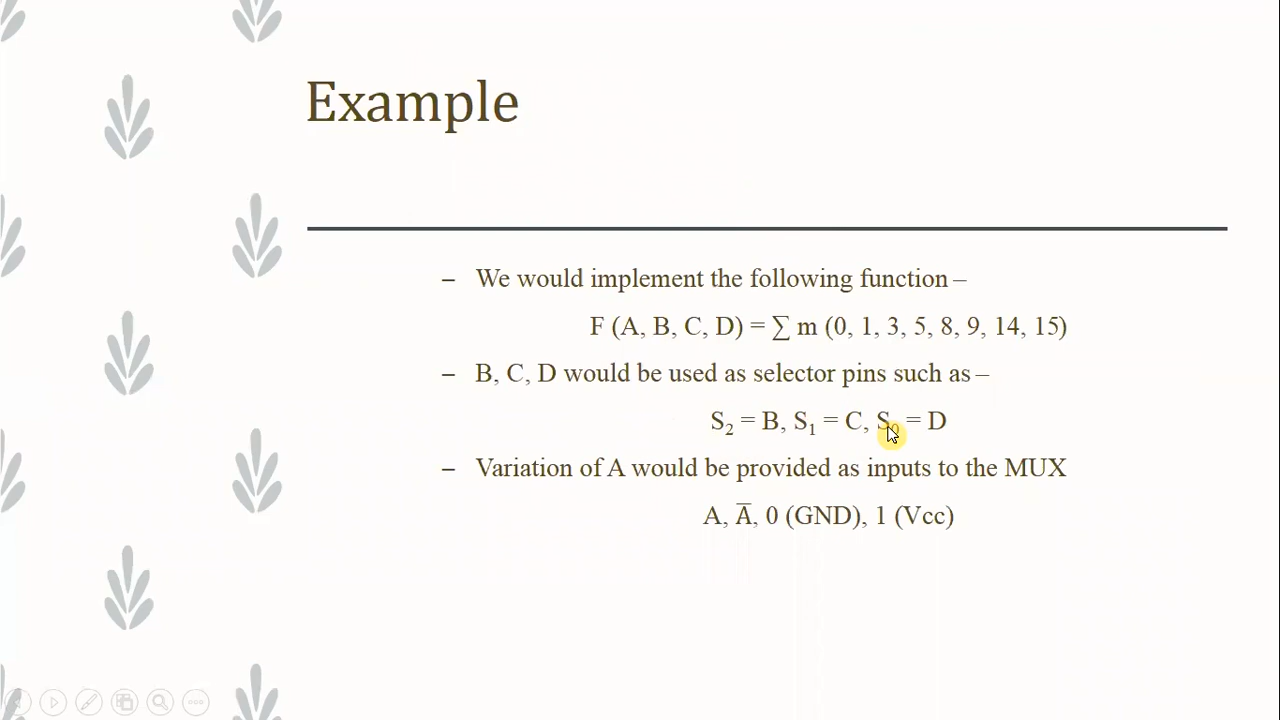 Example
– We would implement the following function –
F (A, B, C, D) = ∑ m (0, 1, 3, 5, 8, 9, 14, 15)
– B, C, D would be used as selector pins such as –
S₂ = B, S₁ = C, S₀ = D
– Variation of A would be provided as inputs to the MUX
A, A̅, 0 (GND), 1 (Vcc)